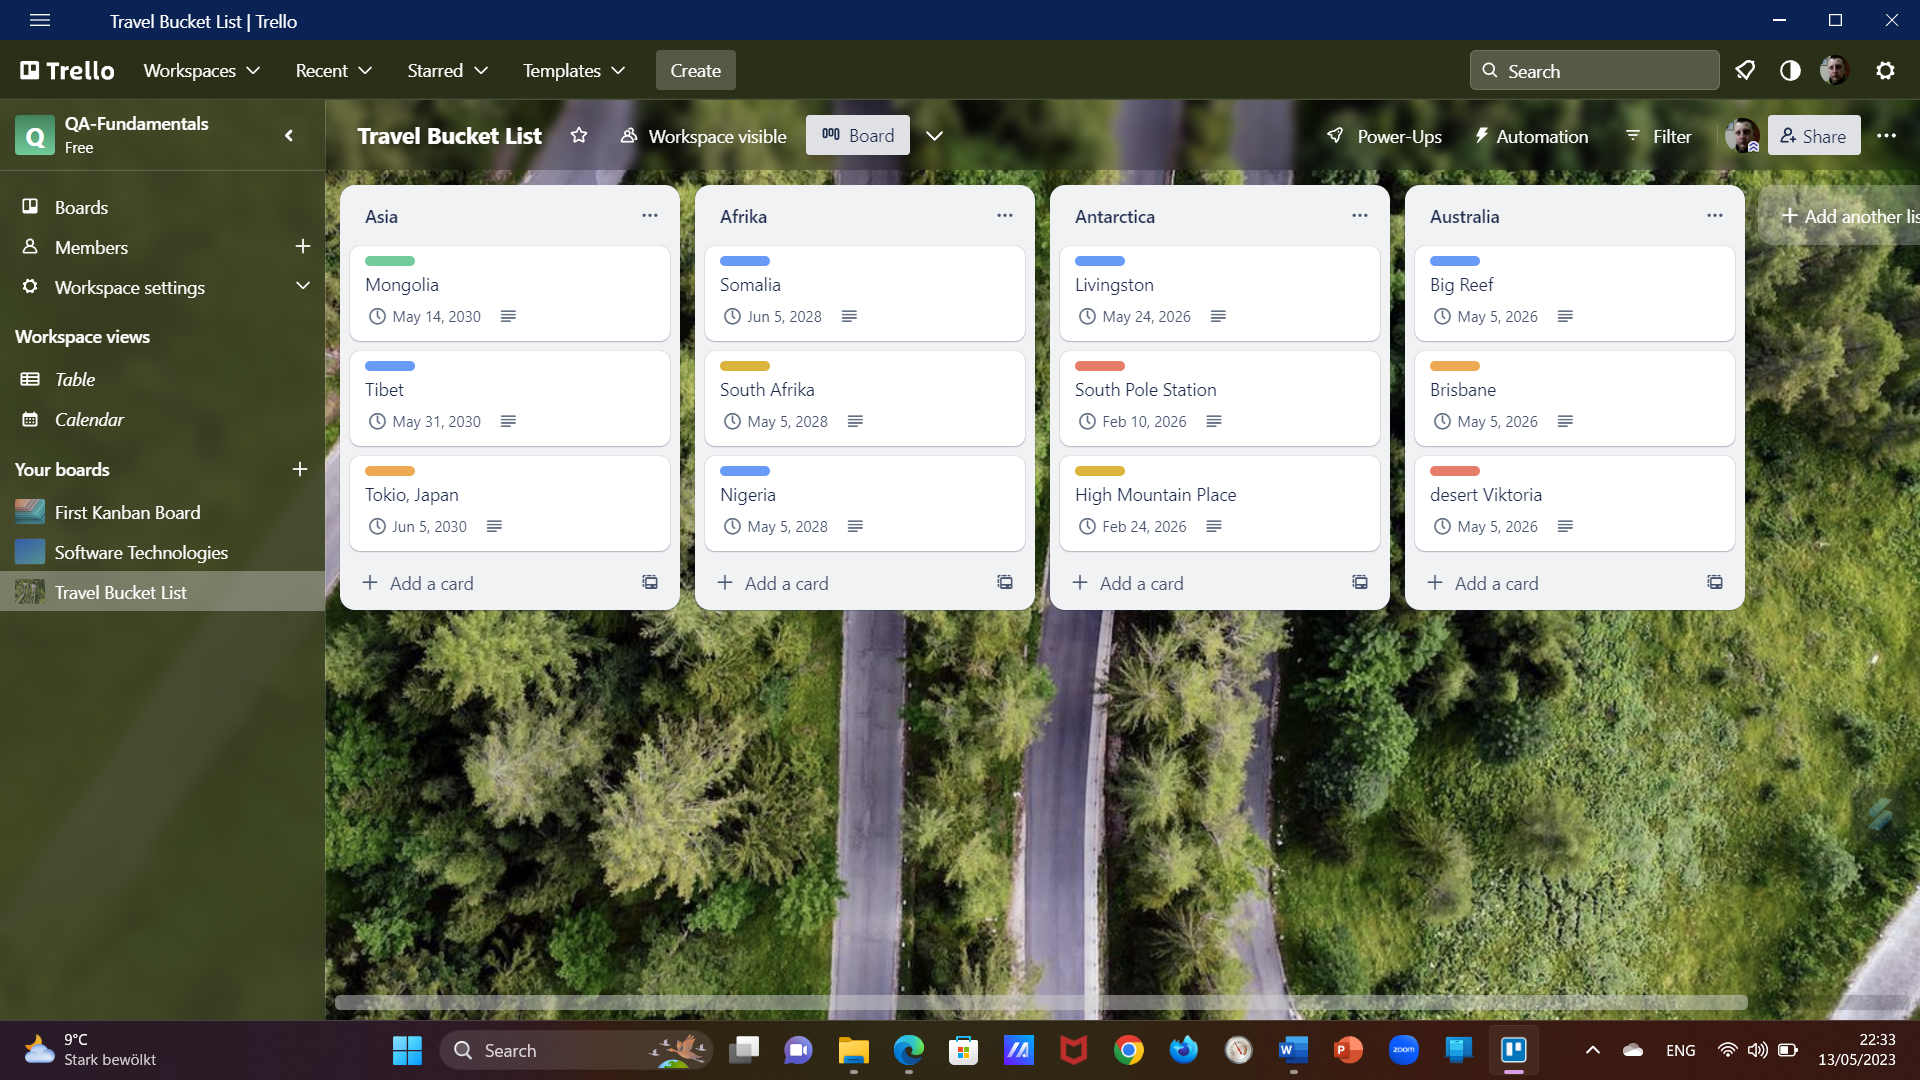 Travel Bucket List | Trello
Trello
Workspaces
Recent
Starred
Templates
Create
Search
Q
QA-Fundamentals
Free
Travel Bucket List
Workspace visible
Board
Power-Ups
Automation
Filter
Share
Boards
Members
Workspace settings
Workspace views
Table
Calendar
Your boards
First Kanban Board
Software Technologies
Travel Bucket List
Asia
Mongolia
May 14, 2030
Tibet
May 31, 2030
Tokio, Japan
Jun 5, 2030
Add a card
Afrika
Somalia
Jun 5, 2028
South Afrika
May 5, 2028
Nigeria
May 5, 2028
Add a card
Antarctica
Livingston
May 24, 2026
South Pole Station
Feb 10, 2026
High Mountain Place
Feb 24, 2026
Add a card
Australia
Big Reef
May 5, 2026
Brisbane
May 5, 2026
desert Viktoria
May 5, 2026
Add a card
Add another lis
9°C
Stark bewölkt
Search
W
P
zoom
ENG
22:33
13/05/2023